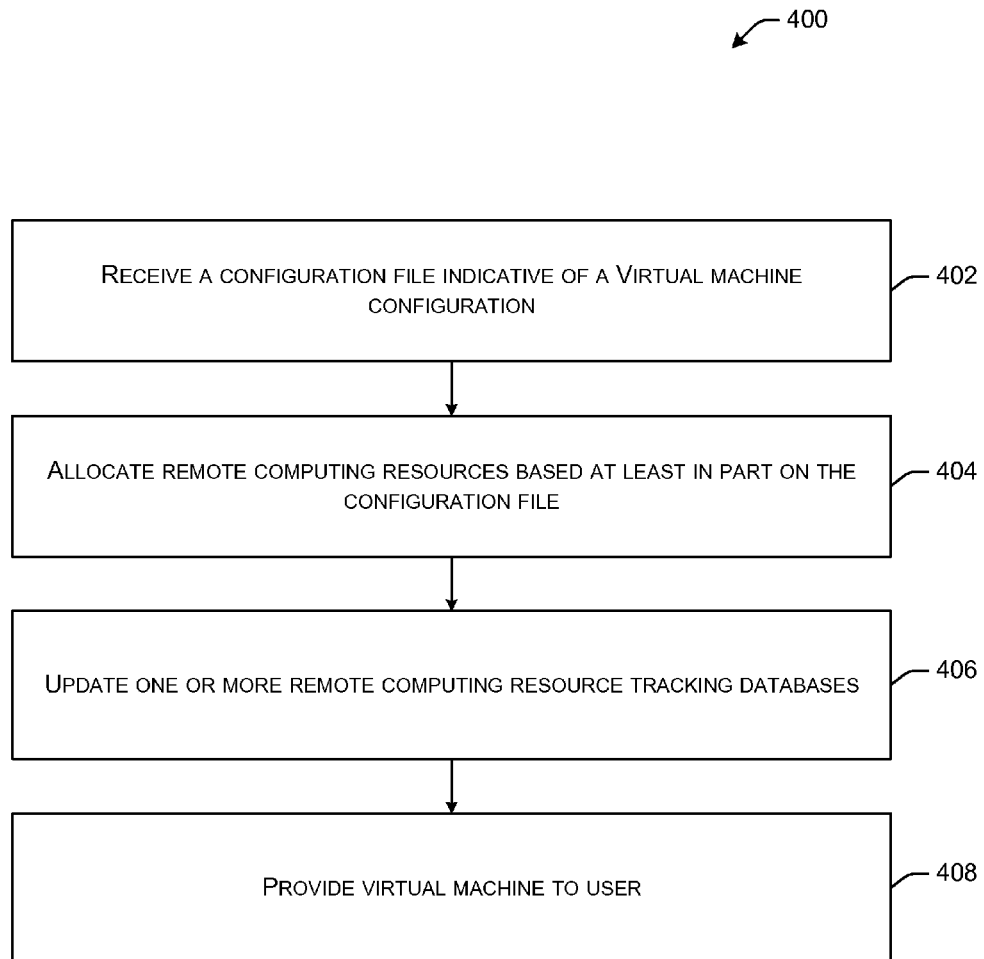 400
RECEIVE A CONFIGURATION FILE INDICATIVE OF A VIRTUAL MACHINE
CONFIGURATION
402
ALLOCATE REMOTE COMPUTING RESOURCES BASED AT LEAST IN PART ON THE
CONFIGURATION FILE
404
UPDATE ONE OR MORE REMOTE COMPUTING RESOURCE TRACKING DATABASES
406
PROVIDE VIRTUAL MACHINE TO USER
408